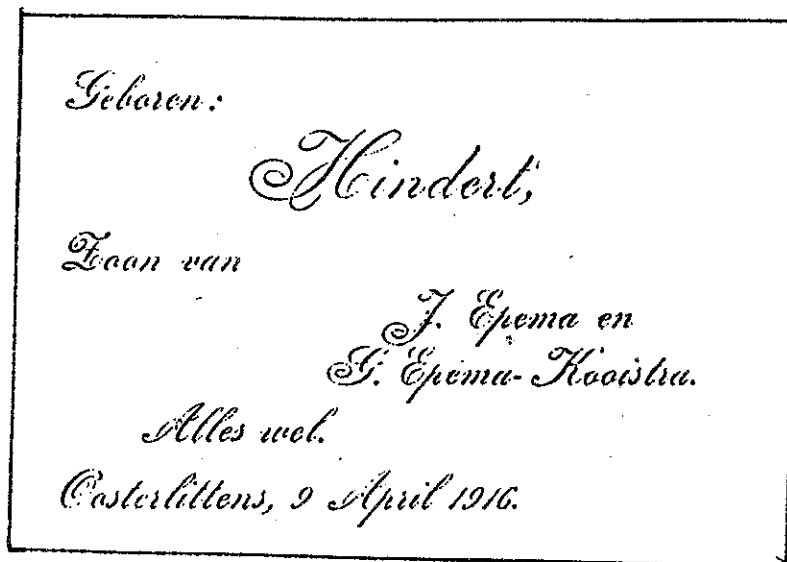 Geboren:
Hindert,
Zoon van
J. Epema en
G. Epema-Kooistra.
Alles wel.
Oosterlittens, 9 April 1916.